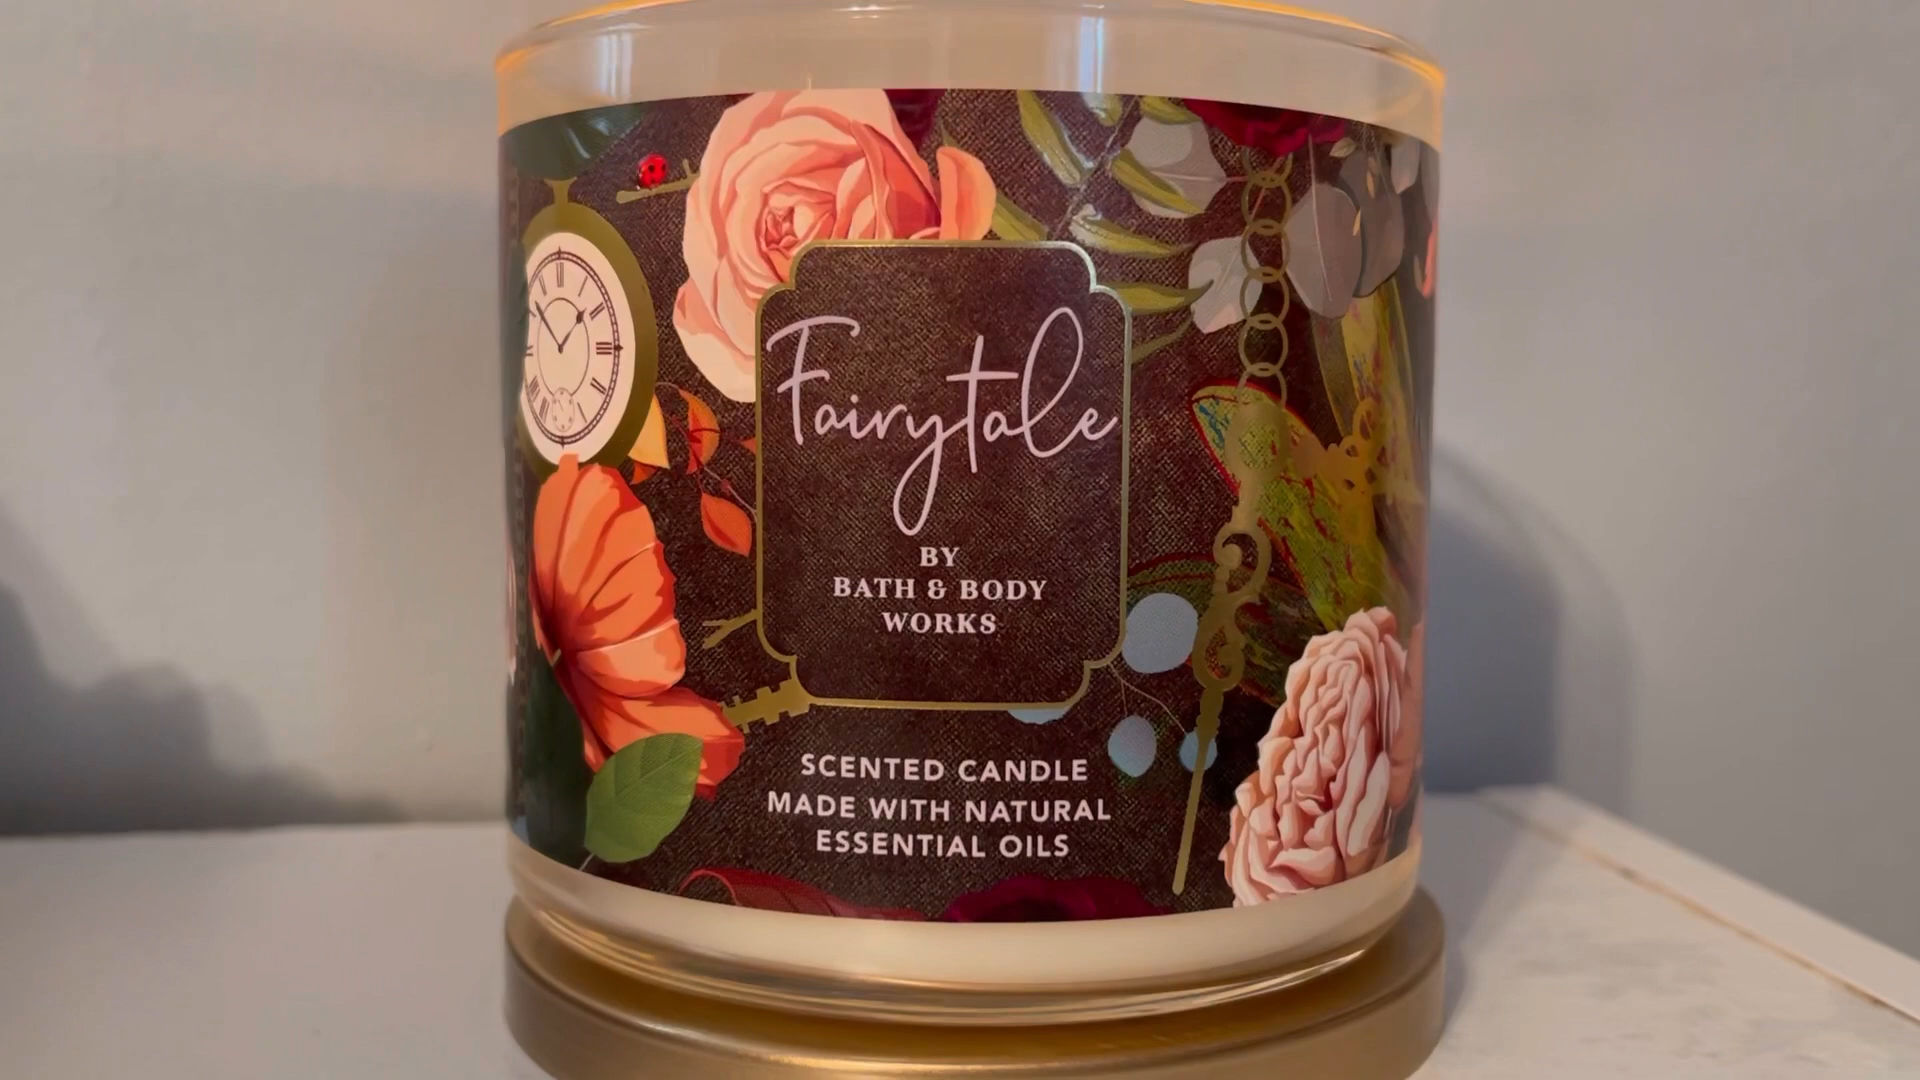 Fairytale
BY
BATH & BODY
WORKS
SCENTED CANDLE
MADE WITH NATURAL
ESSENTIAL OILS